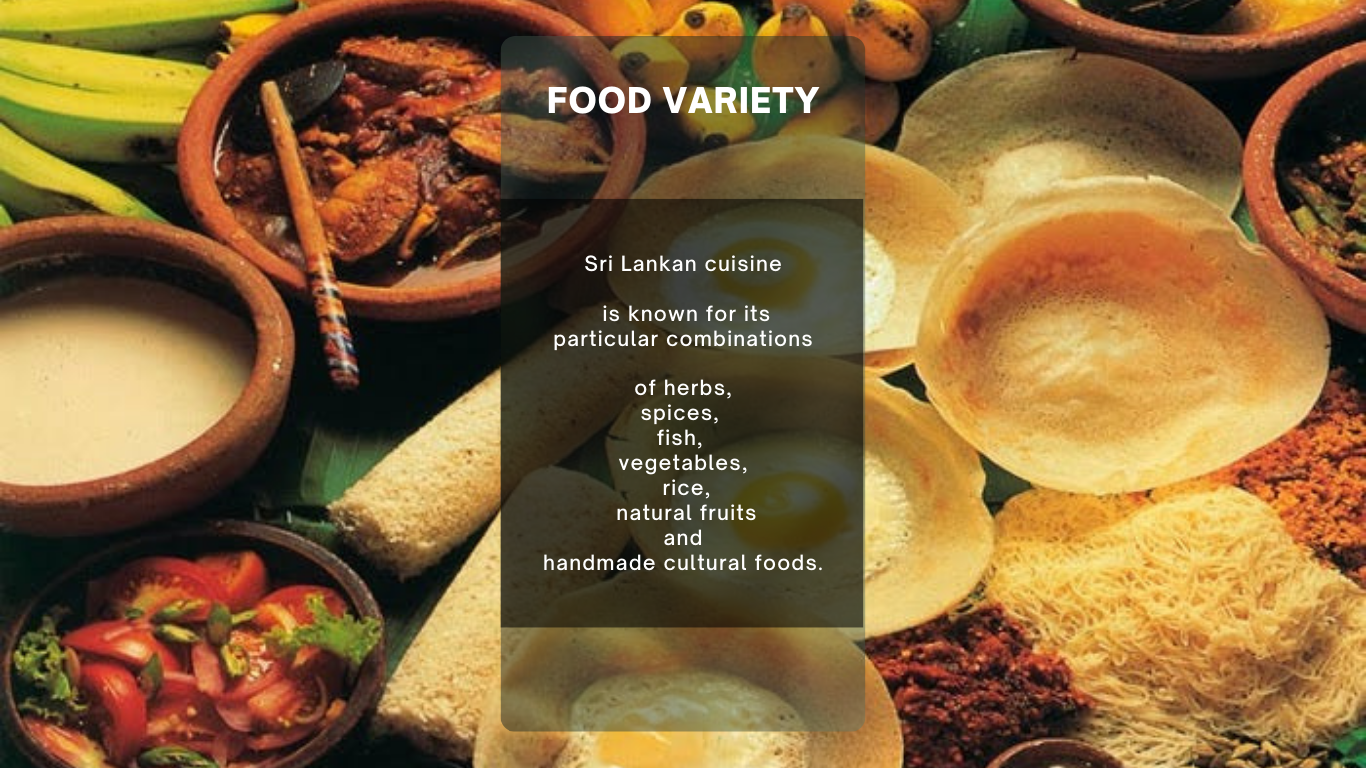 FOOD VARIETY
Sri Lankan cuisine
is known for its
particular combinations
of herbs,
spices,
fish,
vegetables,
rice,
natural fruits
and
handmade cultural foods.